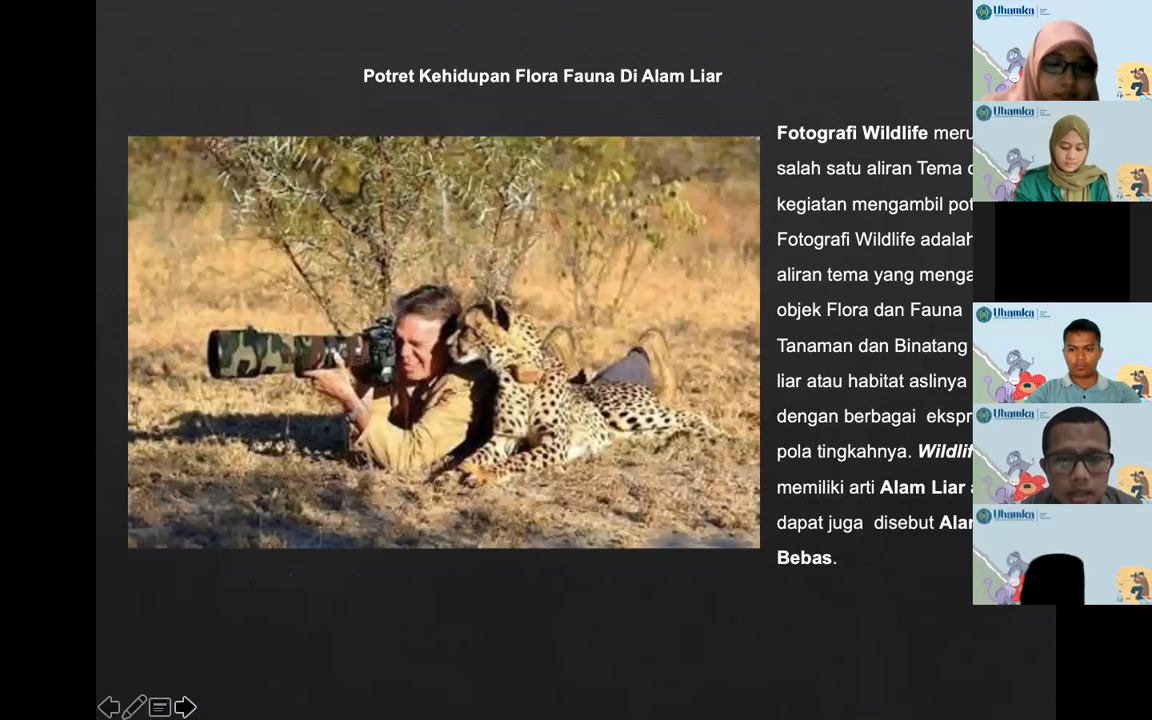 Potret Kehidupan Flora Fauna Di Alam Liar
Fotografi Wildlife
salah satu aliran Tema
kegiatan mengambil
Fotografi Wildlife adalah
aliran tema yang
objek Flora dan Fauna
Tanaman dan Binatang
liar atau habitat aslinya
dengan berbagai
pola tingkahnya.
memiliki arti Alam Liar
dapat juga disebut
Bebas.
Uhamka
Uhamka
Uhamka
Uhamka
Uhamka